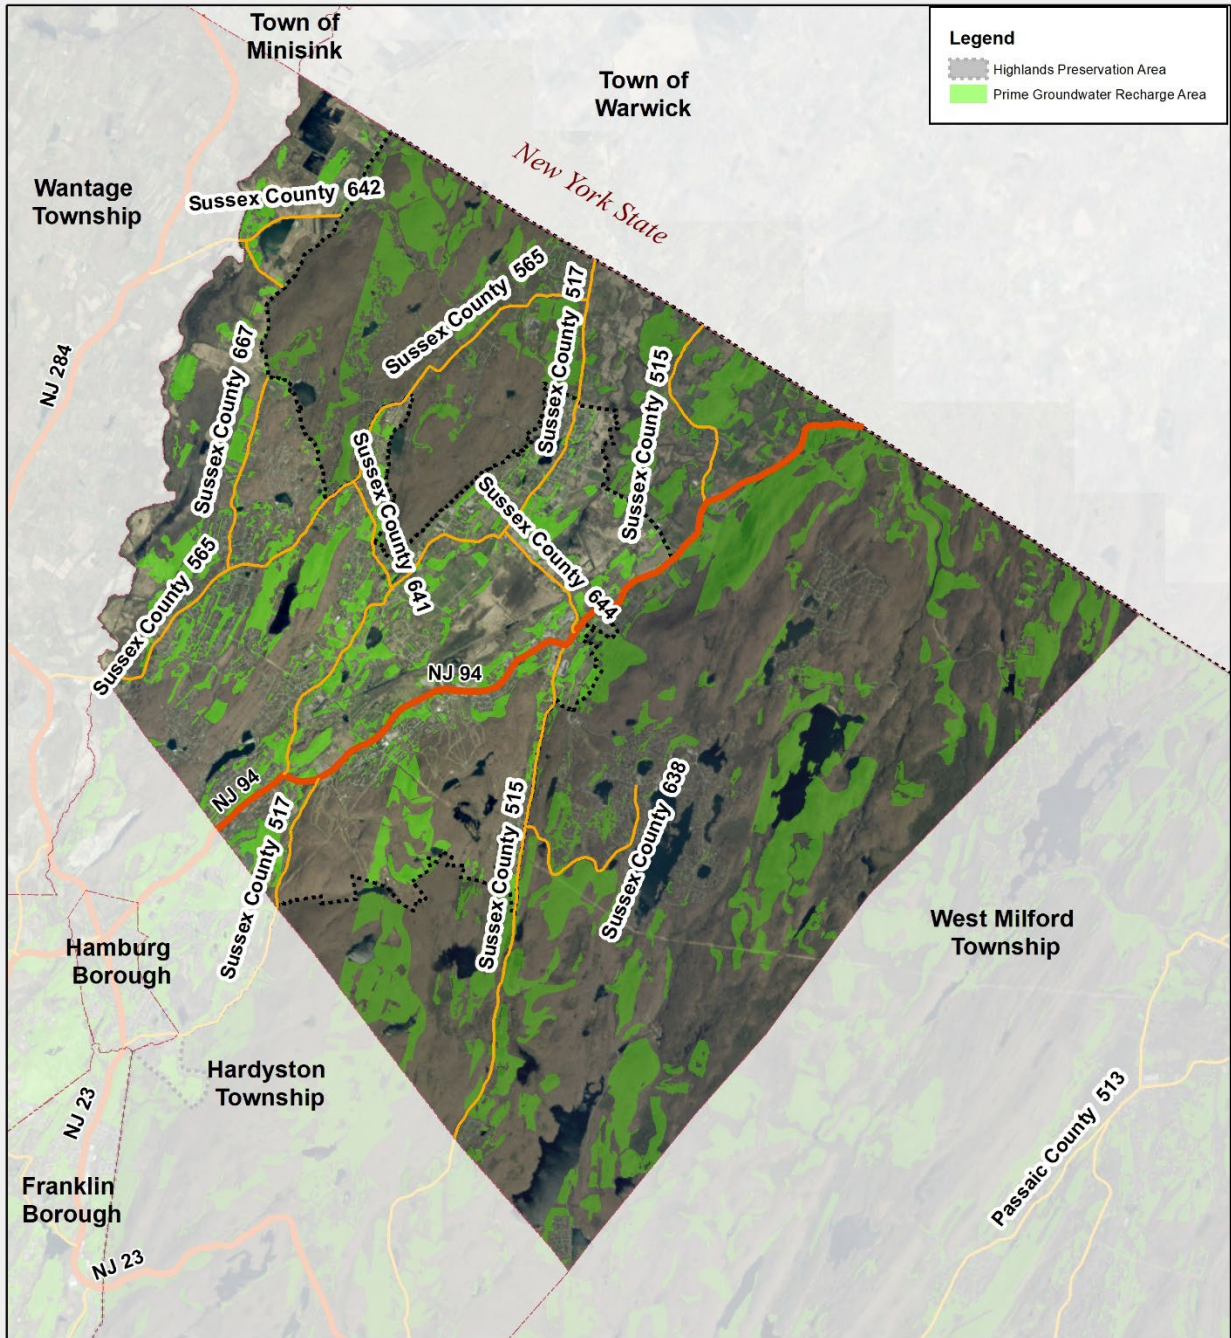 Town of
Minisink
Town of
Warwick
Legend
Highlands Preservation Area
Prime Groundwater Recharge Area
New York State
Wantage
Township
Sussex County 642
Sussex County 565
Sussex County 517
Sussex County 515
NJ 284
Sussex County 667
Sussex County 641
Sussex County 644
Sussex County 565
NJ 94
NJ 94
Sussex County 517
Sussex County 515
Sussex County 638
Hamburg
Borough
West Milford
Township
Hardyston
Township
NJ 23
Passaic County 513
Franklin
Borough
NJ 23